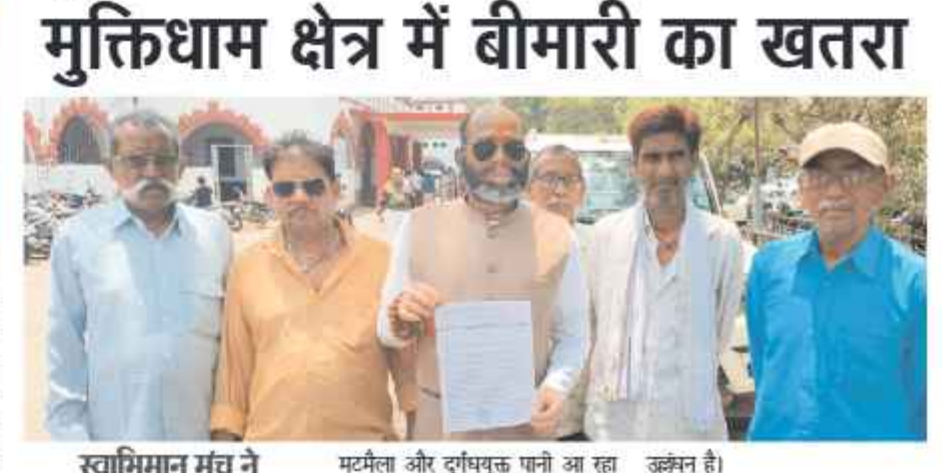 मुक्तिधाम क्षेत्र में बीमारी का खतरा
स्वाभिमान मंच ने
मटमैला और दुर्गंधयुक्त पानी आ रहा
उल्लंघन है।